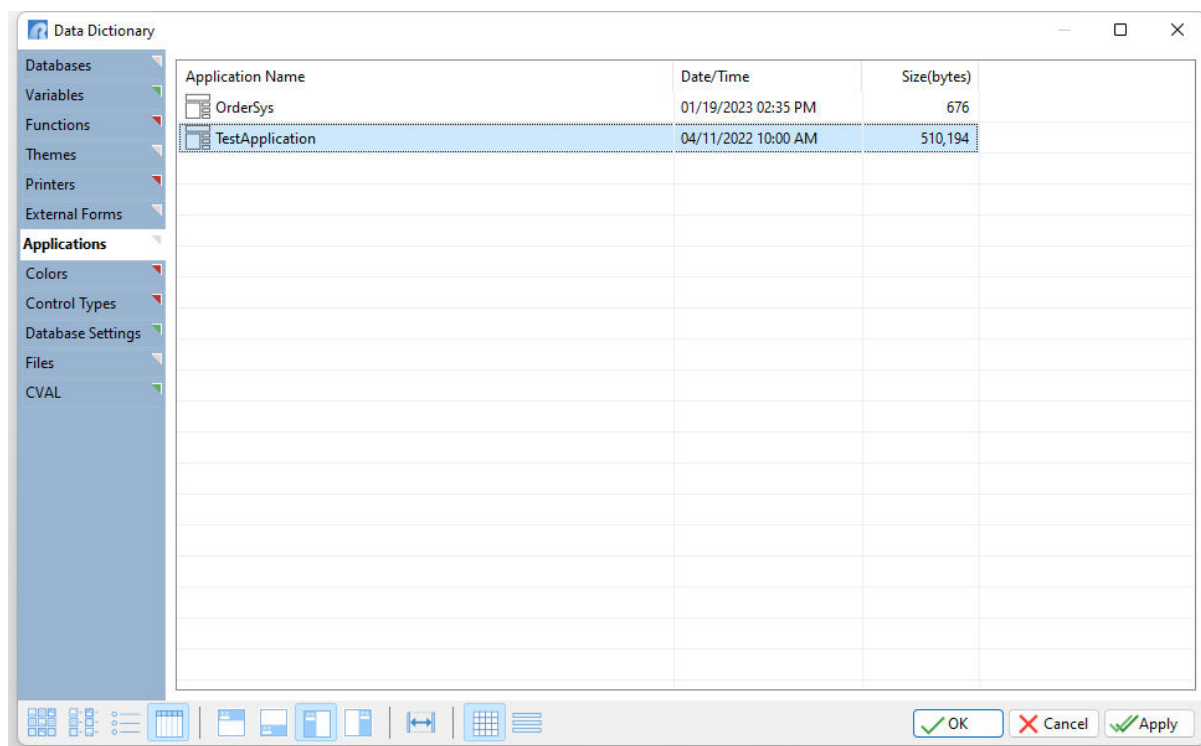 Data Dictionary
Databases
Variables
Functions
Themes
Printers
External Forms
Applications
Colors
Control Types
Database Settings
Files
CVAL
Application Name Date/Time Size(bytes)
OrderSys 01/19/2023 02:35 PM 676
TestApplication 04/11/2022 10:00 AM 510,194
OK Cancel Apply